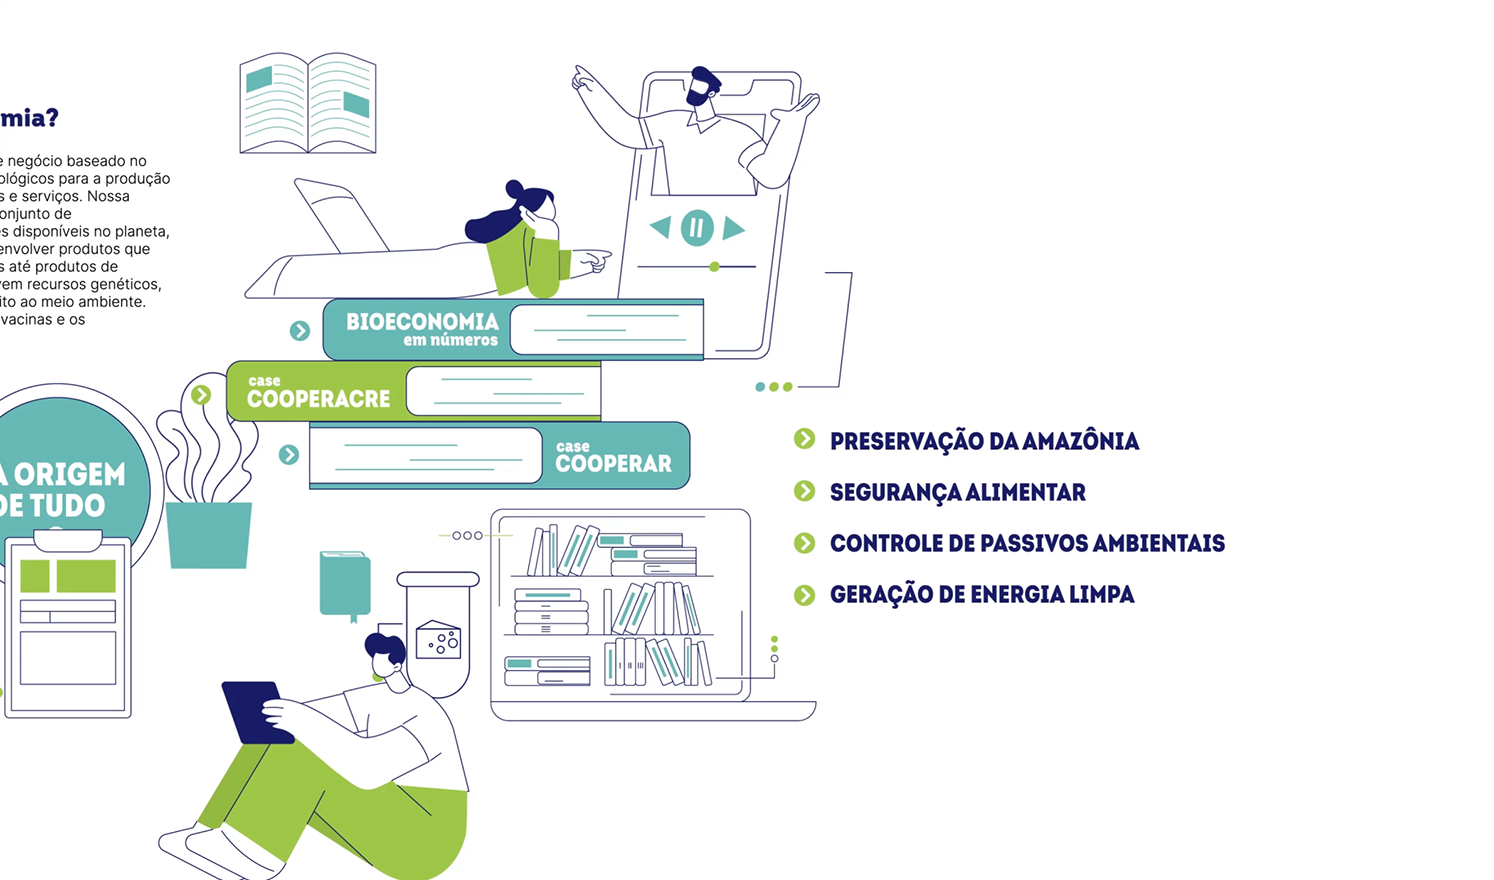 mia?
e negócio baseado no
ológicos para a produção
s e serviços. Nossa
onjunto de
es disponíveis no planeta,
envolver produtos que
s até produtos de
vem recursos genéticos,
ito ao meio ambiente.
vacinas e os
BIOECONOMIA
em números
case
COOPERACRE
case
COOPERAR
A ORIGEM
DE TUDO
PRESERVAÇÃO DA AMAZÔNIA
SEGURANÇA ALIMENTAR
CONTROLE DE PASSIVOS AMBIENTAIS
GERAÇÃO DE ENERGIA LIMPA